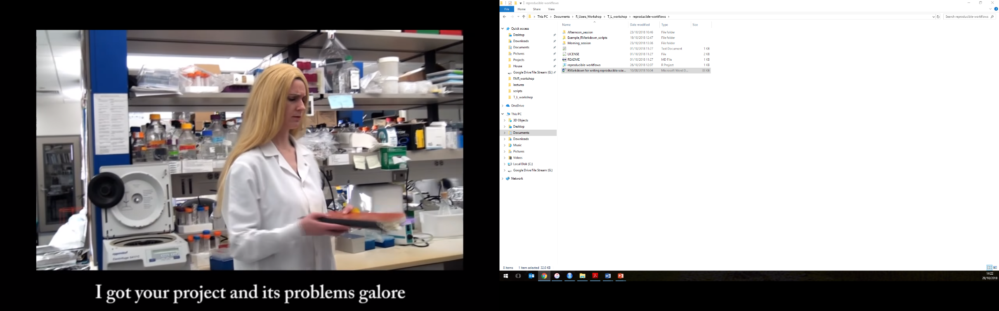 eppendorf
Centrifuge 5417C
I got your project and its problems galore
reproducible-workflows
File Home Share View
This PC Documents R_Users_Workshop T_L_workshop reproducible-workflows
Search reproducible-workflows
Name Date modified Type Size
Quick access
Desktop
Downloads
Documents
Pictures
Projects
House
Google Drive File Stream (G:)
FAIR_workshop
lectures
scripts
T_L_workshop
OneDrive
This PC
3D Objects
Desktop
Documents
Downloads
Music
Pictures
Videos
Local Disk (C:)
Google Drive File Stream (G:)
Network
Afternoon_session 23/10/2018 10:46 File folder
Example_RMarkdown_scripts 19/10/2018 12:47 File folder
Morning_session 23/10/2018 13:36 File folder
01/10/2018 11:27 Text Document 1 KB
LICENSE 01/10/2018 11:27 File 2 KB
README 01/10/2018 11:27 MD File 1 KB
reproducible-workflows 26/10/2018 12:07 R Project 1 KB
RMarkdown for writing reproducible scie... 10/08/2018 10:04 Microsoft Word D... 33 KB
8 items 1 item selected 32.0 KB
14:22
28/10/2018